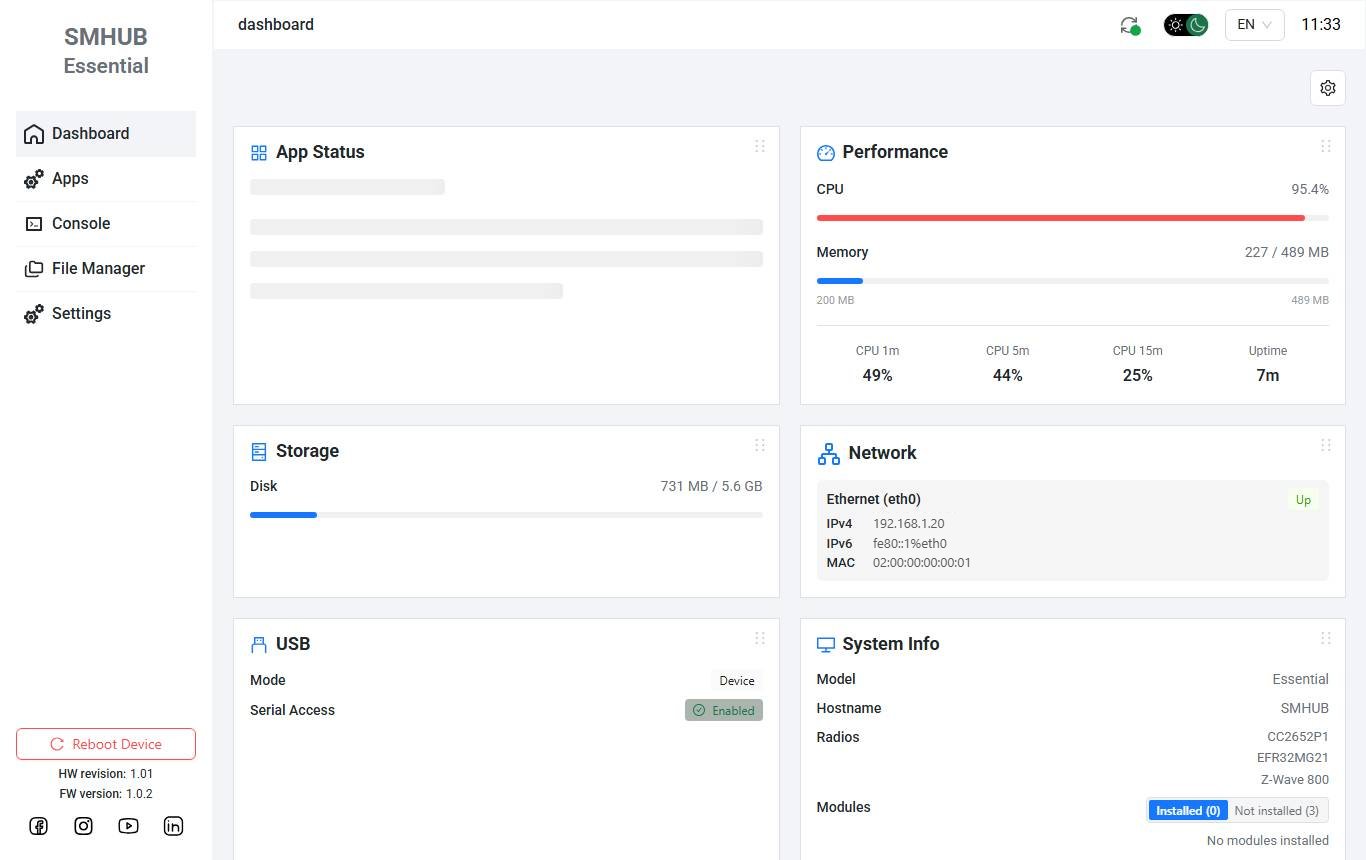 SMHUB
Essential
Dashboard
Apps
Console
File Manager
Settings
Reboot Device
HW revision: 1.01
FW version: 1.0.2
dashboard
EN
11:33
App Status
Performance
CPU 95.4%
Memory 227 / 489 MB
200 MB 489 MB
CPU 1m CPU 5m CPU 15m Uptime
49% 44% 25% 7m
Storage
Disk 731 MB / 5.6 GB
Network
Ethernet (eth0) Up
IPv4 192.168.1.20
IPv6 fe80::1%eth0
MAC 02:00:00:00:00:01
USB
Mode Device
Serial Access Enabled
System Info
Model Essential
Hostname SMHUB
Radios CC2652P1
EFR32MG21
Z-Wave 800
Modules Installed (0) Not installed (3)
No modules installed